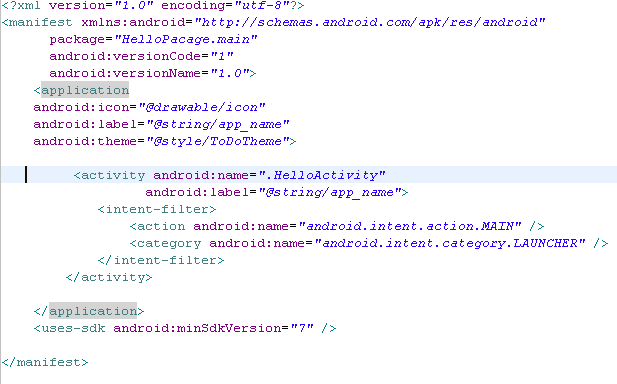 <?xml version="1.0" encoding="utf-8"?>
<manifest xmlns:android="http://schemas.android.com/apk/res/android"
package="HelloPacage.main"
android:versionCode="1"
android:versionName="1.0">
<application
android:icon="@drawable/icon"
android:label="@string/app_name"
android:theme="@style/ToDoTheme">
<activity android:name=".HelloActivity"
android:label="@string/app_name">
<intent-filter>
<action android:name="android.intent.action.MAIN" />
<category android:name="android.intent.category.LAUNCHER" />
</intent-filter>
</activity>
</application>
<uses-sdk android:minSdkVersion="7" />
</manifest>